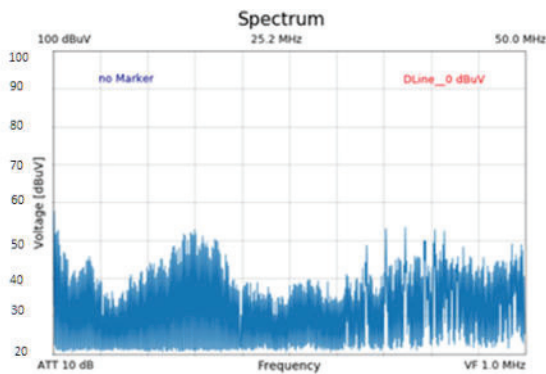 Spectrum
100 dBuV 25.2 MHz 50.0 MHz
100
no Marker DLine__0 dBuV
90
80
70
60
50
40
30
20
Voltage [dBuV]
ATT 10 dB Frequency VF 1.0 MHz